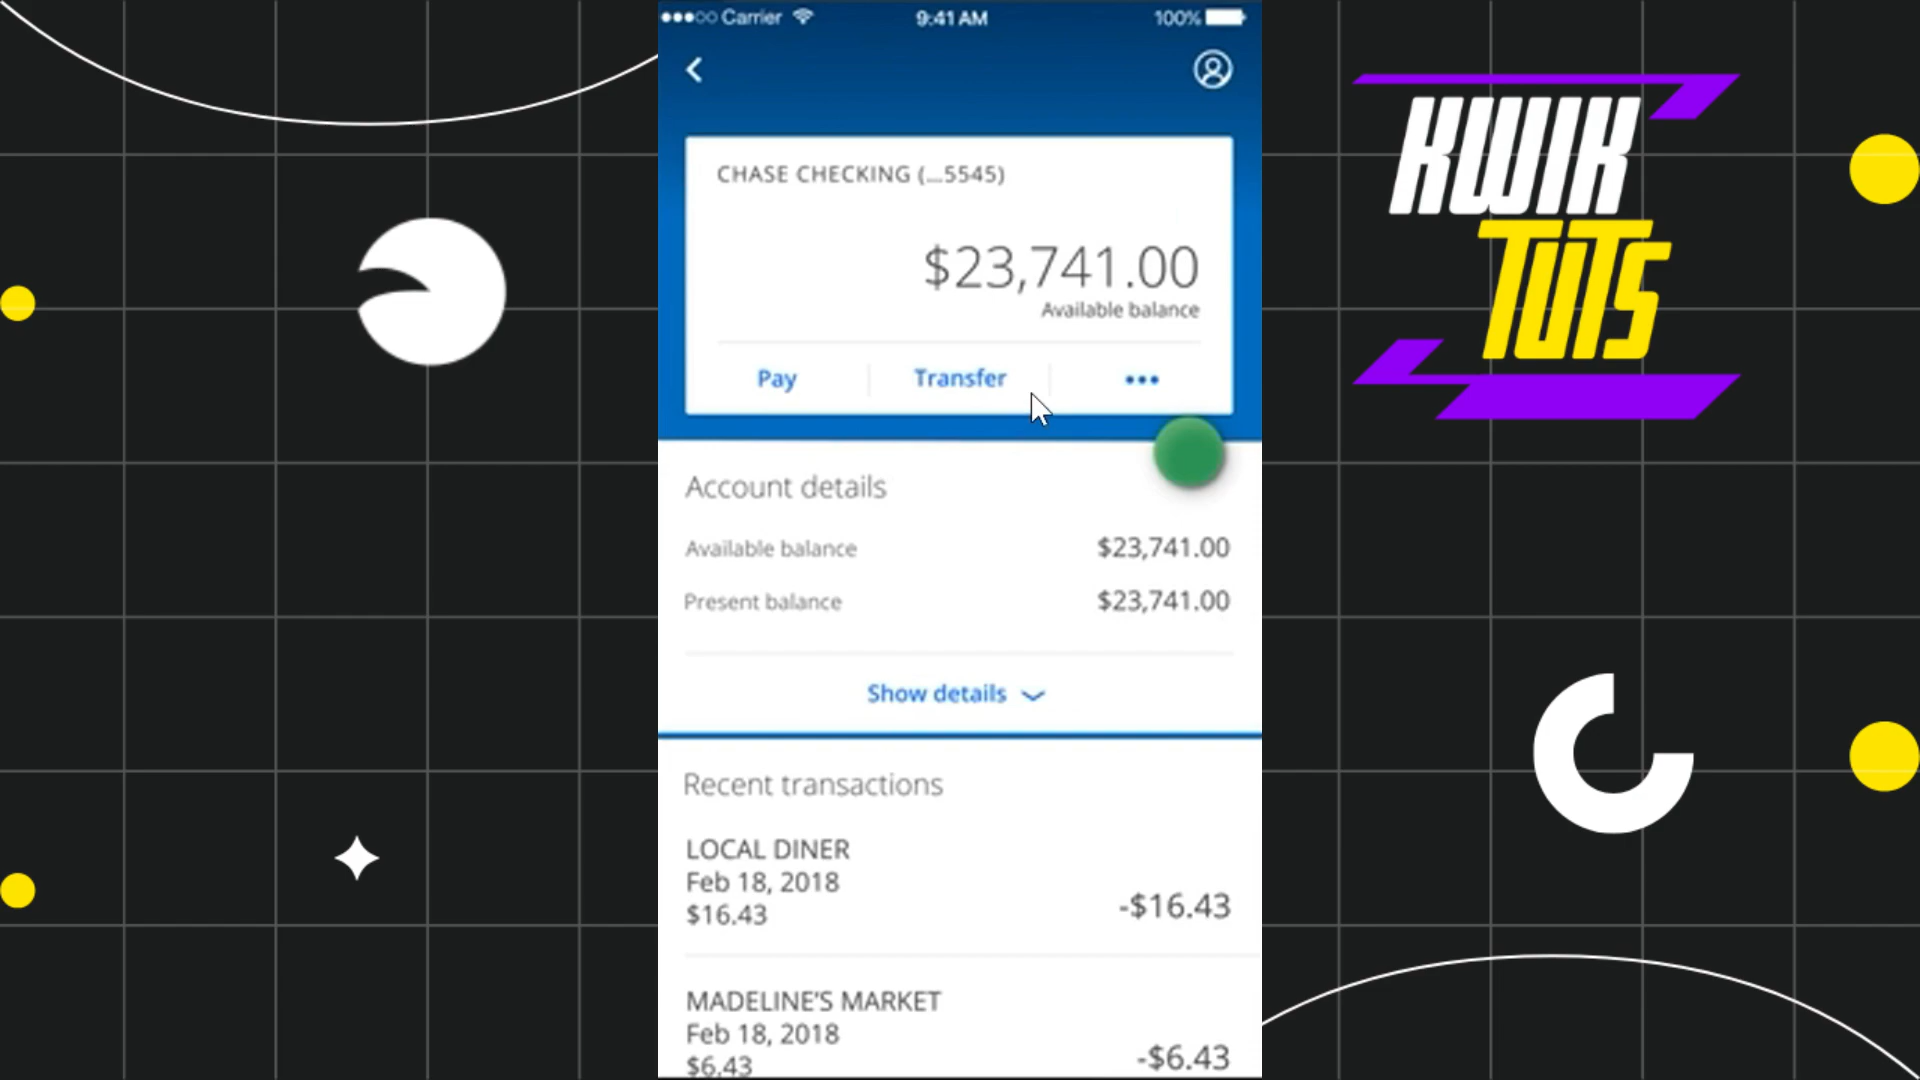 Carrier 9:41 AM 100%
KWIK
TUTS
CHASE CHECKING (...5545)
$23,741.00
Available balance
Pay Transfer
Account details
Available balance $23,741.00
Present balance $23,741.00
Show details
Recent transactions
LOCAL DINER
Feb 18, 2018
$16.43 -$16.43
MADELINE'S MARKET
Feb 18, 2018
$6.43 -$6.43